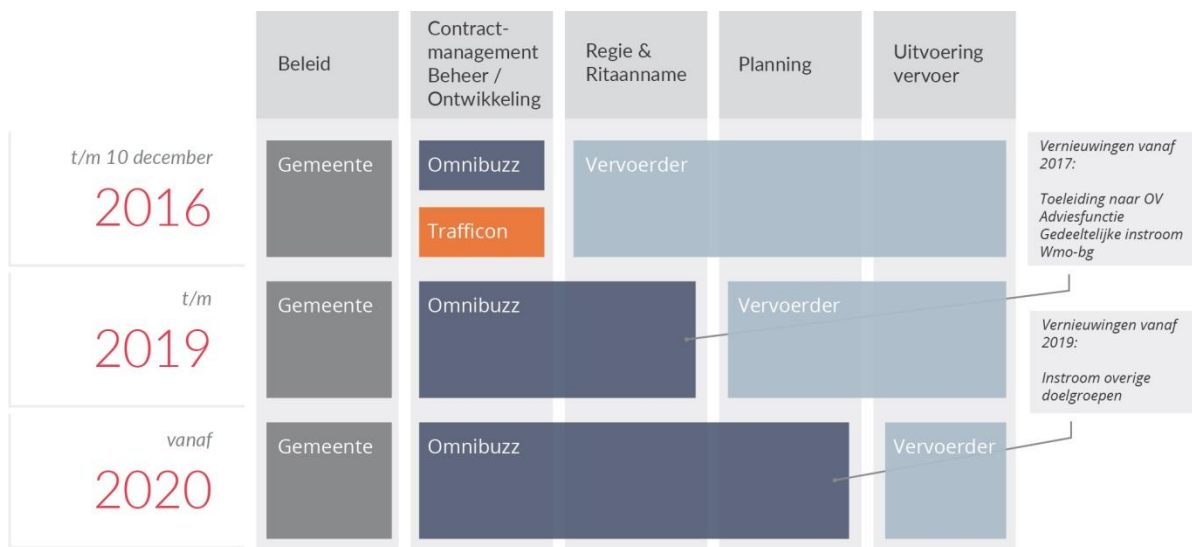 Beleid
Contract-
management
Beheer /
Ontwikkeling
Regie &
Ritaanname
Planning
Uitvoering
vervoer
t/m 10 december
2016
Gemeente
Omnibuzz
Trafficon
Vervoerder
Vernieuwingen vanaf
2017:
Toeleiding naar OV
Adviesfunctie
Gedeeltelijke instroom
Wmo-bg
t/m
2019
Gemeente
Omnibuzz
Vervoerder
Vernieuwingen vanaf
2019:
Instroom overige
doelgroepen
vanaf
2020
Gemeente
Omnibuzz
Vervoerder